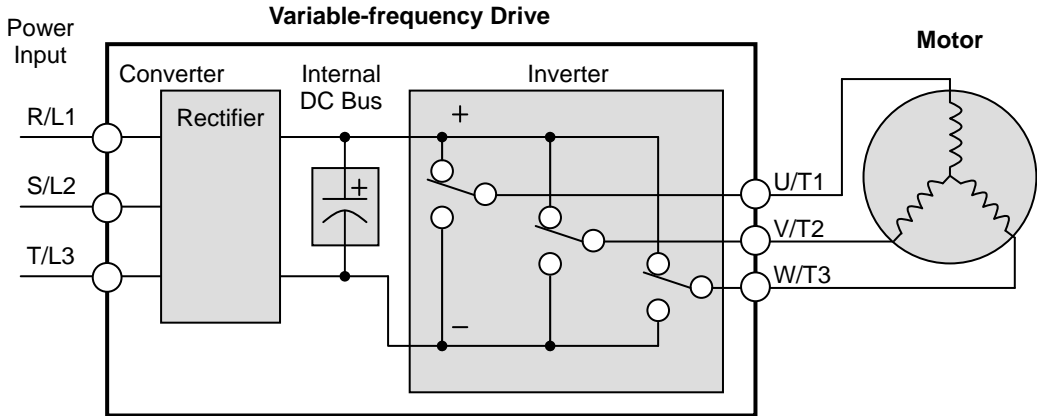 Variable-frequency Drive
Power
Input
Motor
Converter
Internal
DC Bus
Inverter
R/L1
Rectifier
+
S/L2
+
U/T1
V/T2
T/L3
W/T3
−